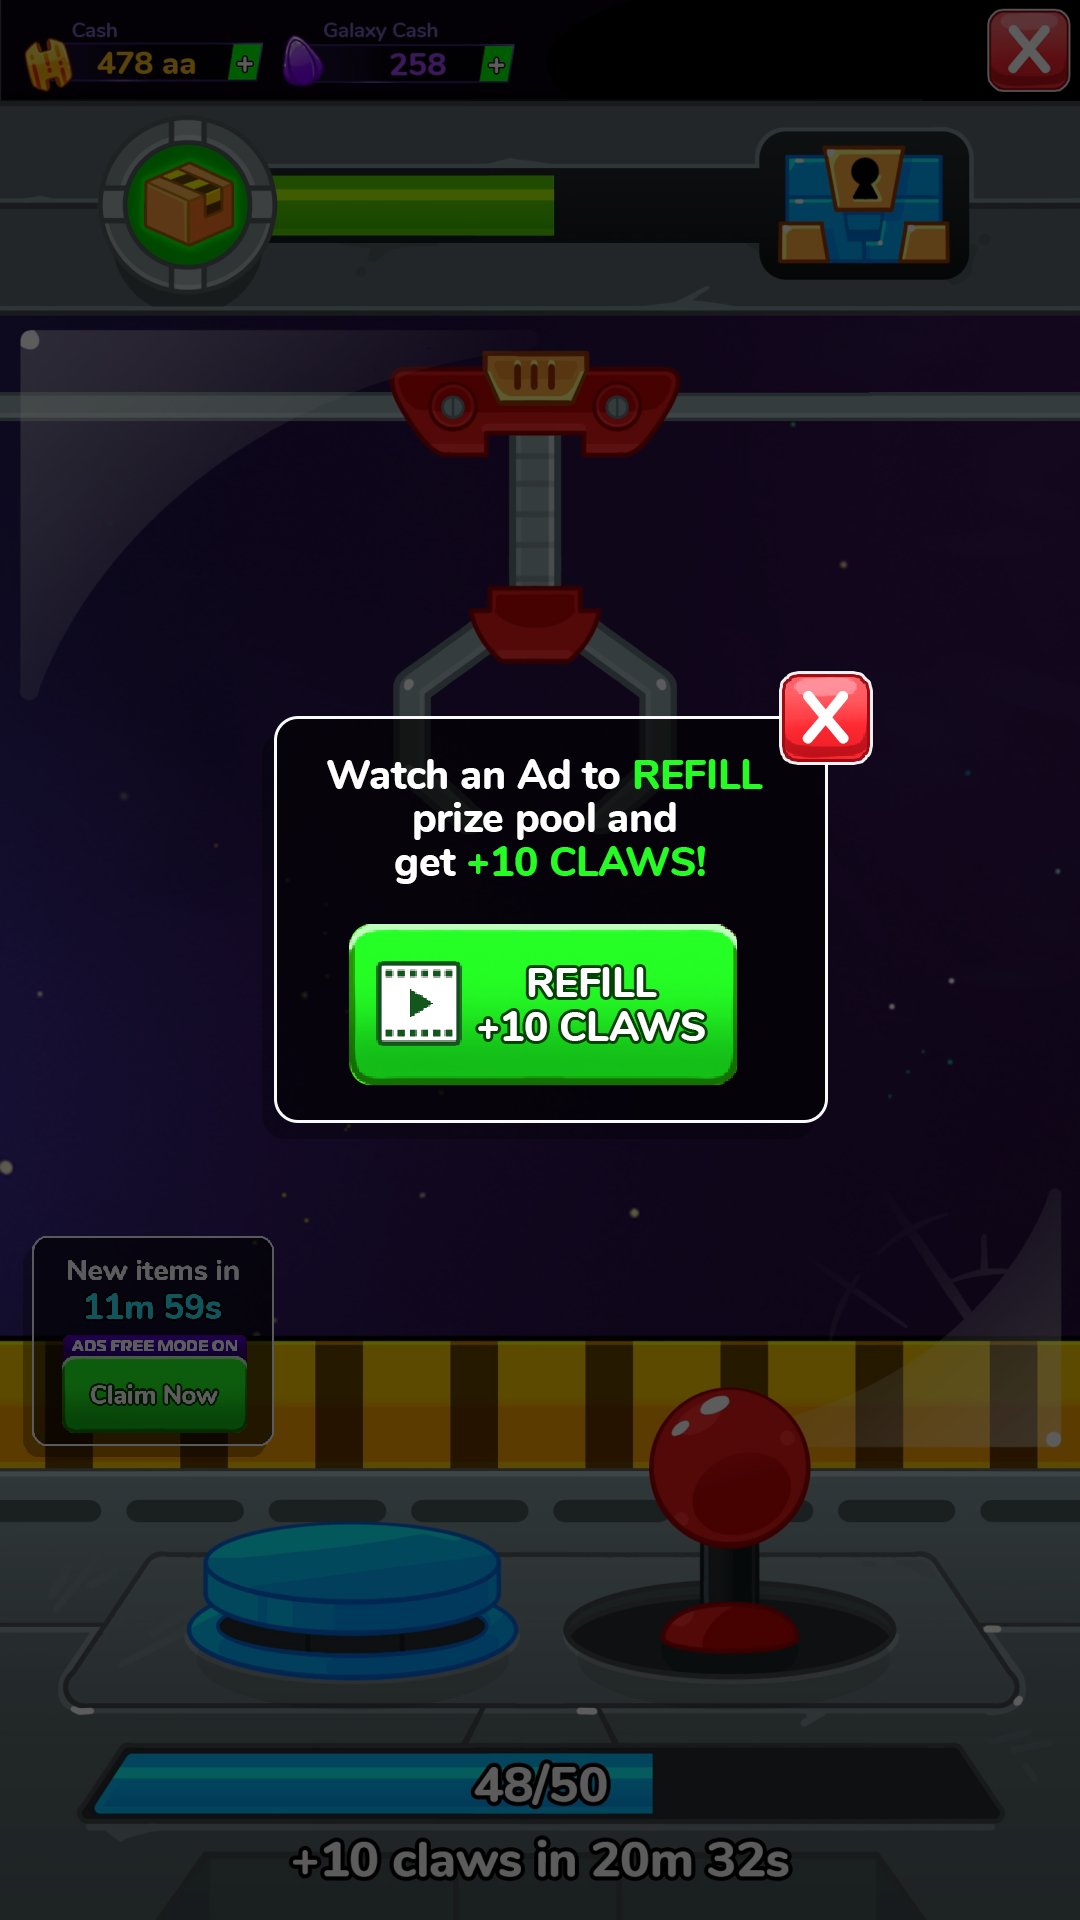 Cash
Galaxy Cash
478 aa
258
Watch an Ad to REFILL
prize pool and
get +10 CLAWS!
REFILL
+10 CLAWS
New items in
11m 59s
ADS FREE MODE ON
Claim Now
48/50
+10 claws in 20m 32s